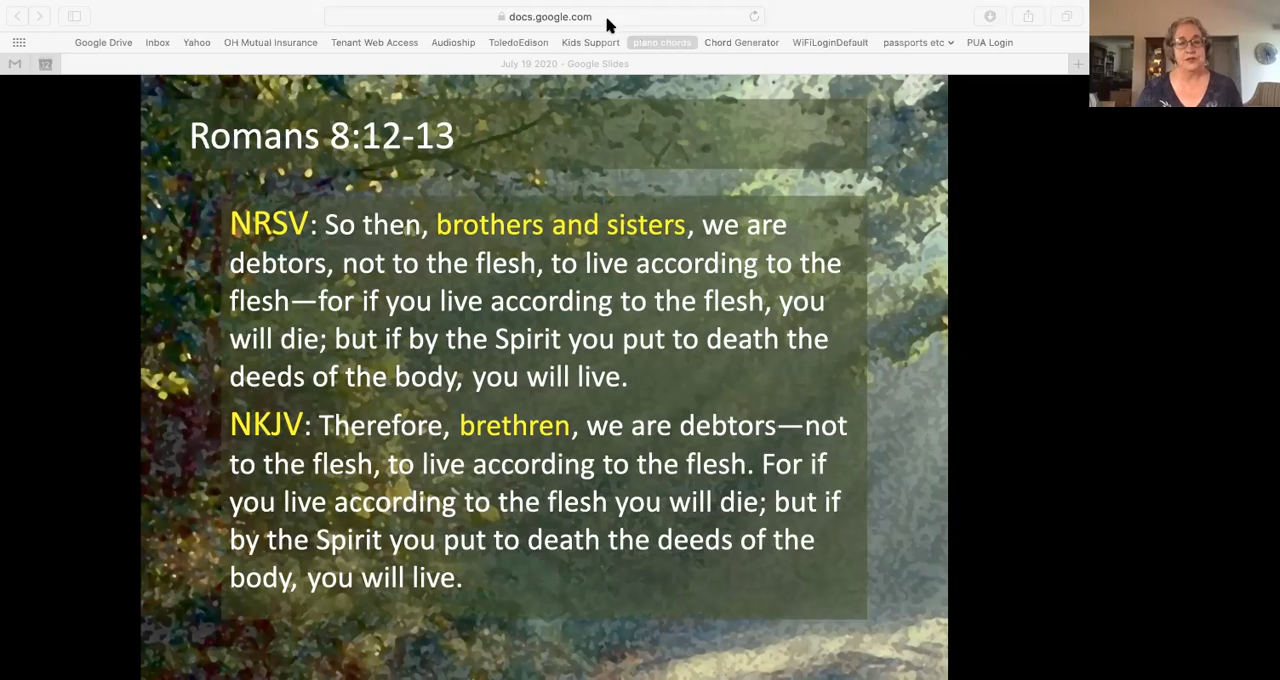 docs.google.com
Google Drive Inbox Yahoo OH Mutual Insurance Tenant Web Access Audioship ToledoEdison Kids Support piano chords Chord Generator WiFiLoginDefault passports etc PUA Login
July 19 2020 - Google Slides
Romans 8:12-13
NRSV: So then, brothers and sisters, we are
debtors, not to the flesh, to live according to the
flesh—for if you live according to the flesh, you
will die; but if by the Spirit you put to death the
deeds of the body, you will live.
NKJV: Therefore, brethren, we are debtors—not
to the flesh, to live according to the flesh. For if
you live according to the flesh you will die; but if
by the Spirit you put to death the deeds of the
body, you will live.